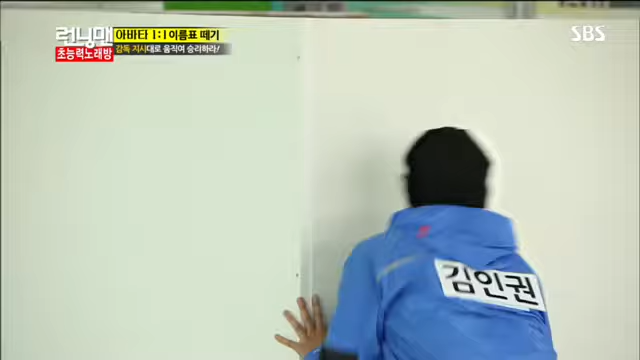 런닝맨
초능력노래방
아바타 1:1 이름표 떼기
감독 지시대로 움직여 승리하라!
SBS
김인권